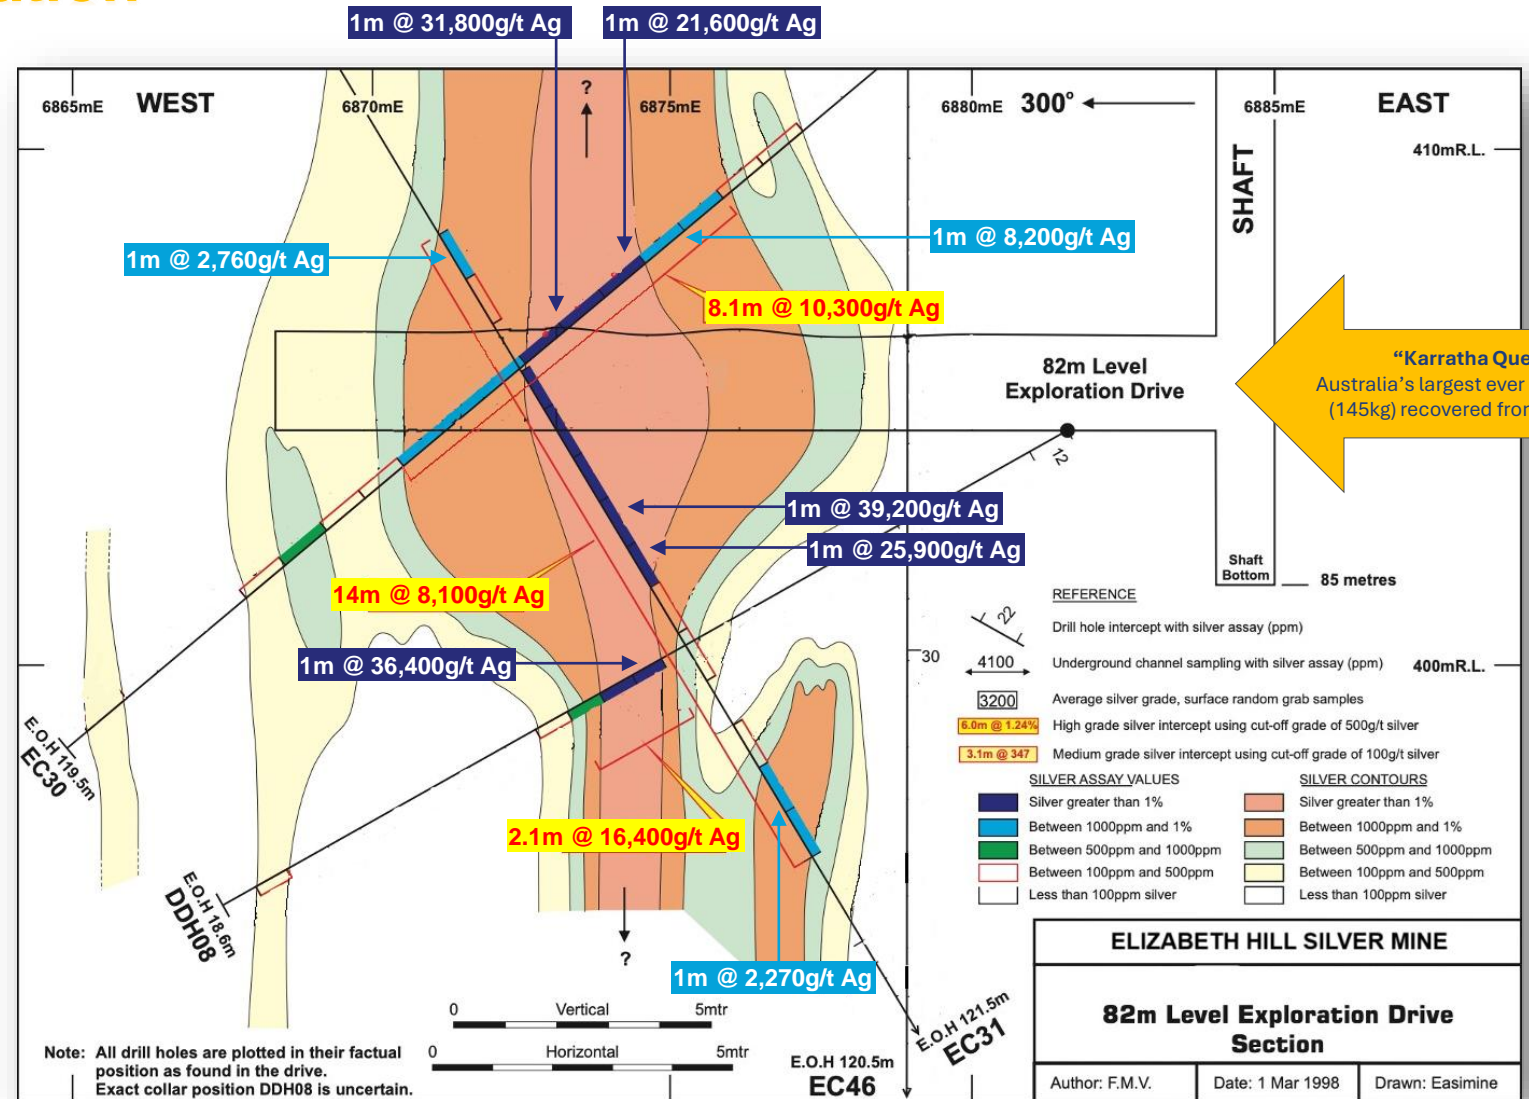 1m @ 31,800g/t Ag
1m @ 21,600g/t Ag
6865mE
WEST
6870mE
?
6875mE
6880mE
300°
6885mE
EAST
410mR.L.
SHAFT
1m @ 2,760g/t Ag
1m @ 8,200g/t Ag
8.1m @ 10,300g/t Ag
82m Level
Exploration Drive
“Karratha Que
Australia’s largest ever
(145kg) recovered from
12
1m @ 39,200g/t Ag
1m @ 25,900g/t Ag
Shaft
Bottom
85 metres
14m @ 8,100g/t Ag
1m @ 36,400g/t Ag
30
400mR.L.
REFERENCE
22
Drill hole intercept with silver assay (ppm)
4100
Underground channel sampling with silver assay (ppm)
3200
Average silver grade, surface random grab samples
6.0m @ 1.24%
High grade silver intercept using cut-off grade of 500g/t silver
3.1m @ 347
Medium grade silver intercept using cut-off grade of 100g/t silver
SILVER ASSAY VALUES
Silver greater than 1%
Between 1000ppm and 1%
Between 500ppm and 1000ppm
Between 100ppm and 500ppm
Less than 100ppm silver
SILVER CONTOURS
Silver greater than 1%
Between 1000ppm and 1%
Between 500ppm and 1000ppm
Between 100ppm and 500ppm
Less than 100ppm silver
E.O.H 119.5m
EC30
2.1m @ 16,400g/t Ag
E.O.H 18.6m
DDH08
?
1m @ 2,270g/t Ag
E.O.H 121.5m
EC31
0 Vertical 5mtr
0 Horizontal 5mtr
E.O.H 120.5m
EC46
Note: All drill holes are plotted in their factual
position as found in the drive.
Exact collar position DDH08 is uncertain.
ELIZABETH HILL SILVER MINE
82m Level Exploration Drive
Section
Author: F.M.V.
Date: 1 Mar 1998
Drawn: Easimine